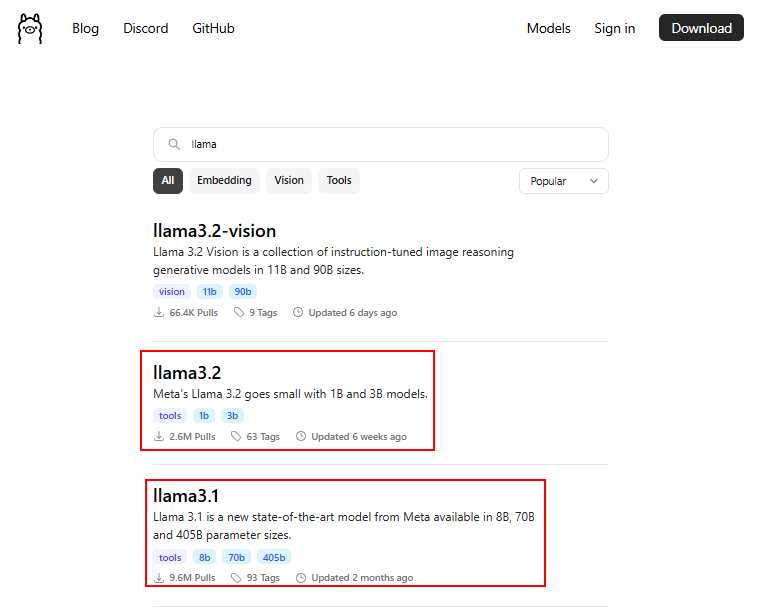 Blog Discord GitHub Models Sign in Download
llama
All Embedding Vision Tools Popular
llama3.2-vision
Llama 3.2 Vision is a collection of instruction-tuned image reasoning
generative models in 11B and 90B sizes.
vision 11b 90b
66.4K Pulls 9 Tags Updated 6 days ago
llama3.2
Meta's Llama 3.2 goes small with 1B and 3B models.
tools 1b 3b
2.6M Pulls 63 Tags Updated 6 weeks ago
llama3.1
Llama 3.1 is a new state-of-the-art model from Meta available in 8B, 70B
and 405B parameter sizes.
tools 8b 70b 405b
9.6M Pulls 93 Tags Updated 2 months ago